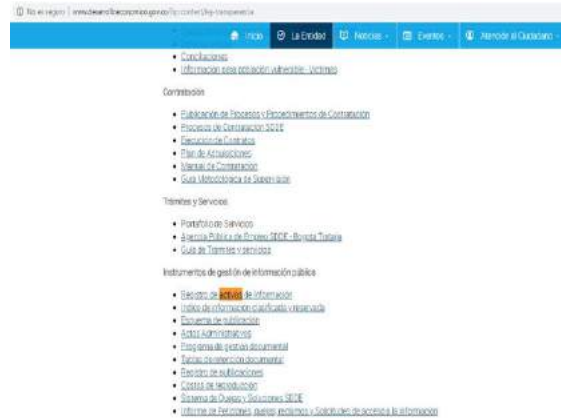 No es seguro | www.desarrolloeconomico.gov.co/?q=content/ley-transparencia
Inicio La Entidad Noticias Eventos Atención al Ciudadano
Conciliaciones
Información para población vulnerable - Víctimas
Contratación
Publicación de Procesos y Procedimientos de Contratación
Procesos de Contratación SDDE
Ejecución de Contratos
Plan de Adquisiciones
Manual de Contratación
Guía Metodológica de Supervisión
Trámites y Servicios
Portafolio de Servicios
Agencia Pública de Empleo SDDE - Bogotá Trabaja
Guía de Trámites y servicios
Instrumentos de gestión de información pública
Registro de activos de información
Índice de información clasificada y reservada
Esquema de publicación
Actos Administrativos
Programa de gestión documental
Tablas de retención documental
Registro de publicaciones
Costos de reproducción
Sistema de Quejas y Soluciones SDDE
Informe de Peticiones, quejas, reclamos y Solicitudes de acceso a la información